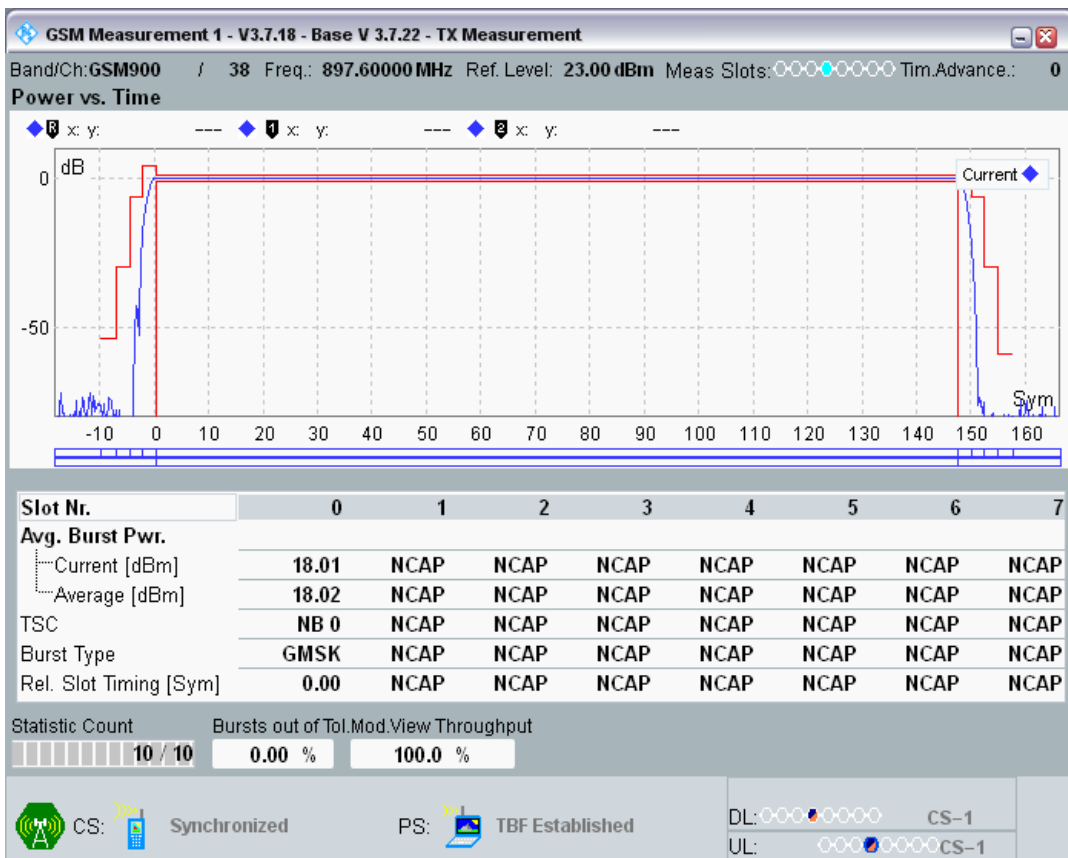 GSM Measurement 1 - V3.7.18 - Base V 3.7.22 - TX Measurement
Band/Ch:GSM900 / 38 Freq.: 897.60000 MHz Ref. Level: 23.00 dBm Meas Slots: Tim.Advance.: 0
Power vs. Time
R x: y: --- 1 x: y: --- 2 x: y: ---
dB
Current
0
-50
Sym
-10 0 10 20 30 40 50 60 70 80 90 100 110 120 130 140 150 160
Slot Nr. 0 1 2 3 4 5 6 7
Avg. Burst Pwr.
Current [dBm] 18.01 NCAP NCAP NCAP NCAP NCAP NCAP NCAP
Average [dBm] 18.02 NCAP NCAP NCAP NCAP NCAP NCAP NCAP
TSC NB 0 NCAP NCAP NCAP NCAP NCAP NCAP NCAP
Burst Type GMSK NCAP NCAP NCAP NCAP NCAP NCAP NCAP
Rel. Slot Timing [Sym] 0.00 NCAP NCAP NCAP NCAP NCAP NCAP NCAP
Statistic Count Bursts out of Tol.Mod.View Throughput
10 / 10 0.00 % 100.0 %
CS: Synchronized PS: TBF Established DL: CS-1
UL: CS-1